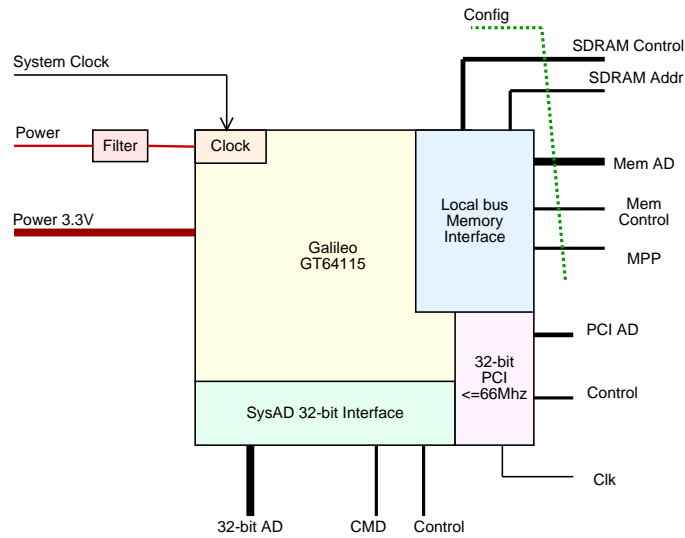 Config
SDRAM Control
System Clock
SDRAM Addr
Power
Filter
Clock
Mem AD
Local bus
Memory
Interface
Mem
Control
Power 3.3V
Galileo
GT64115
MPP
PCI AD
32-bit
PCI
<=66Mhz
Control
SysAD 32-bit Interface
Clk
32-bit AD
CMD
Control